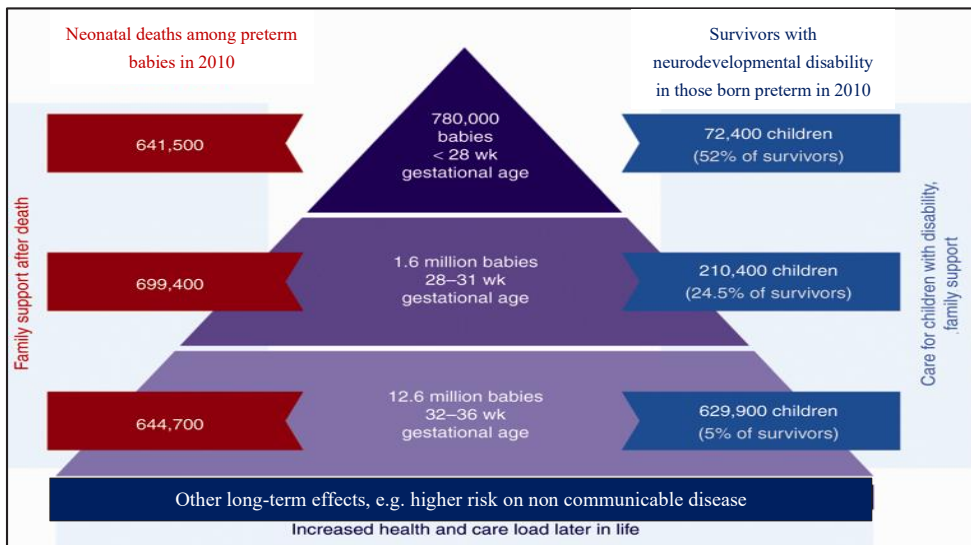 Neonatal deaths among preterm
babies in 2010
Survivors with
neurodevelopmental disability
in those born preterm in 2010
Family support after death
641,500
780,000
babies
< 28 wk
gestational age
72,400 children
(52% of survivors)
699,400
1.6 million babies
28–31 wk
gestational age
210,400 children
(24.5% of survivors)
644,700
12.6 million babies
32–36 wk
gestational age
629,900 children
(5% of survivors)
Care for children with disability,
.family support
Other long-term effects, e.g. higher risk on non communicable disease
Increased health and care load later in life